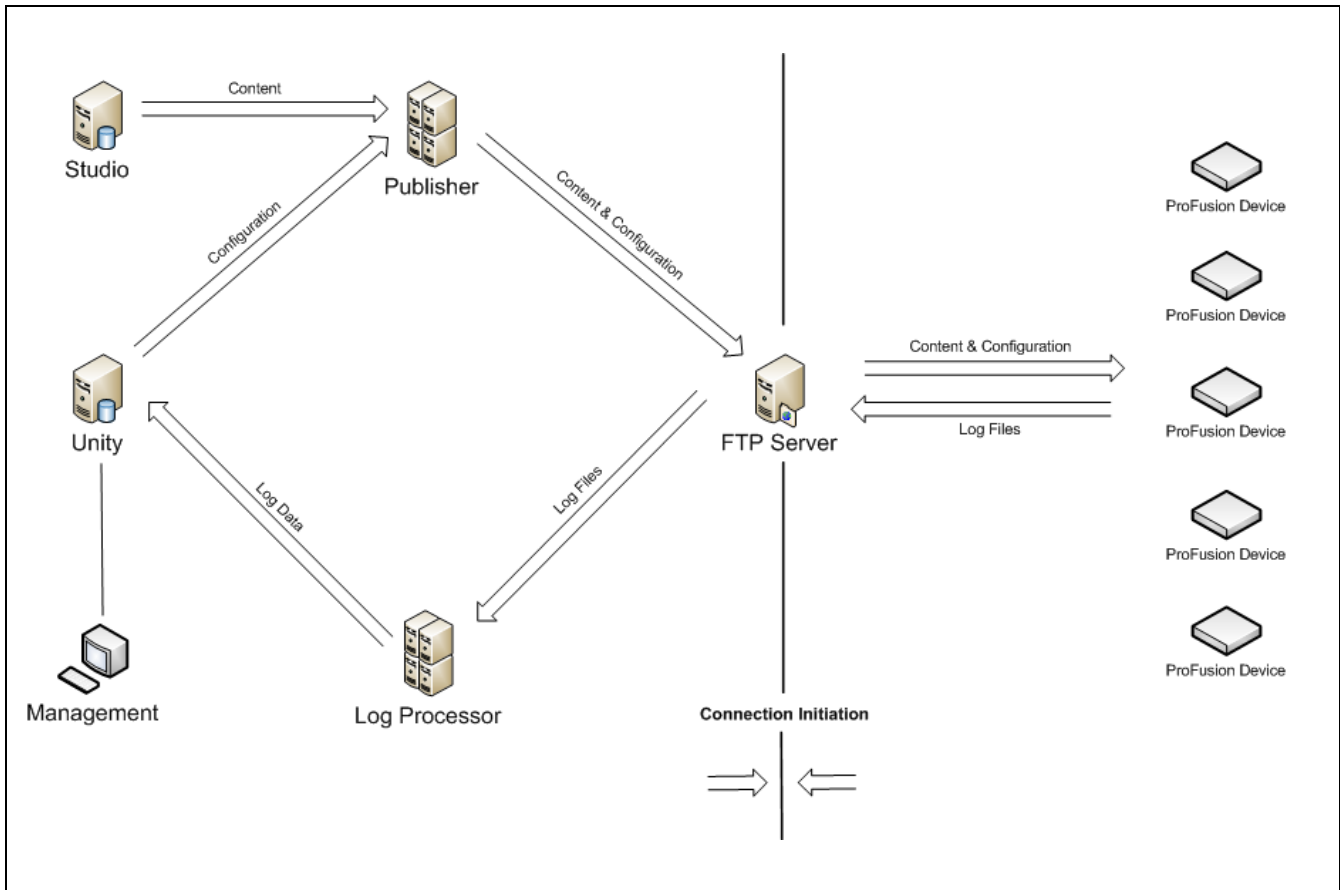 Content
Studio
Publisher
Configuration
Content & Configuration
ProFusion Device
ProFusion Device
Content & Configuration
Log Files
ProFusion Device
Unity
FTP Server
Log Data
Log Files
ProFusion Device
ProFusion Device
Management
Log Processor
Connection Initiation